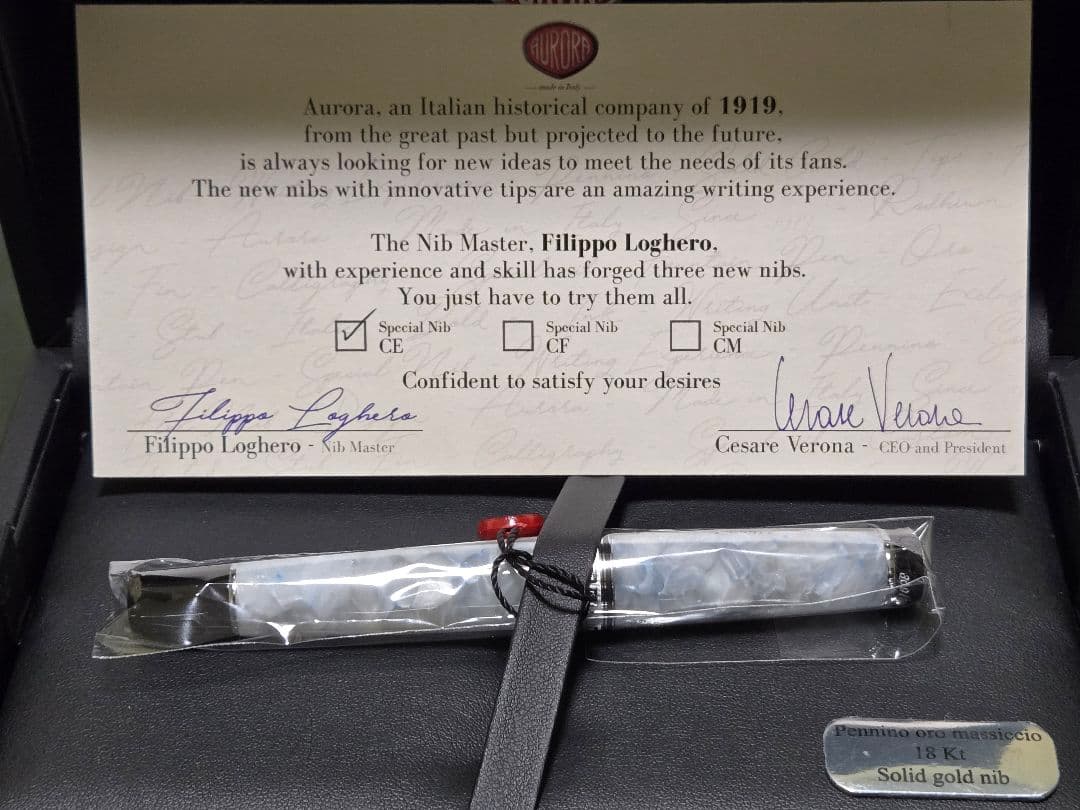 AURORA
made in Italy
Aurora, an Italian historical company of 1919,
from the great past but projected to the future,
is always looking for new ideas to meet the needs of its fans.
The new nibs with innovative tips are an amazing writing experience.
The Nib Master, Filippo Loghero,
with experience and skill has forged three new nibs.
You just have to try them all.
Special Nib CE
Special Nib CF
Special Nib CM
Confident to satisfy your desires
Filippo Loghero
Cesare Verona
Filippo Loghero - Nib Master
Cesare Verona - CEO and President
Pennino oro massiccio
18 Kt
Solid gold nib